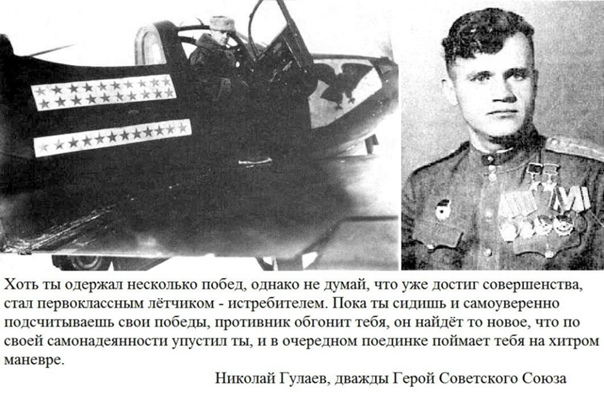 Хоть ты одержал несколько побед, однако не думай, что уже достиг совершенства,
стал первоклассным лётчиком - истребителем. Пока ты сидишь и самоуверенно
подсчитываешь свои победы, противник обгонит тебя, он найдёт то новое, что по
своей самонадеянности упустил ты, и в очередном поединке поймает тебя на хитром
маневре.
Николай Гулаев, дважды Герой Советского Союза